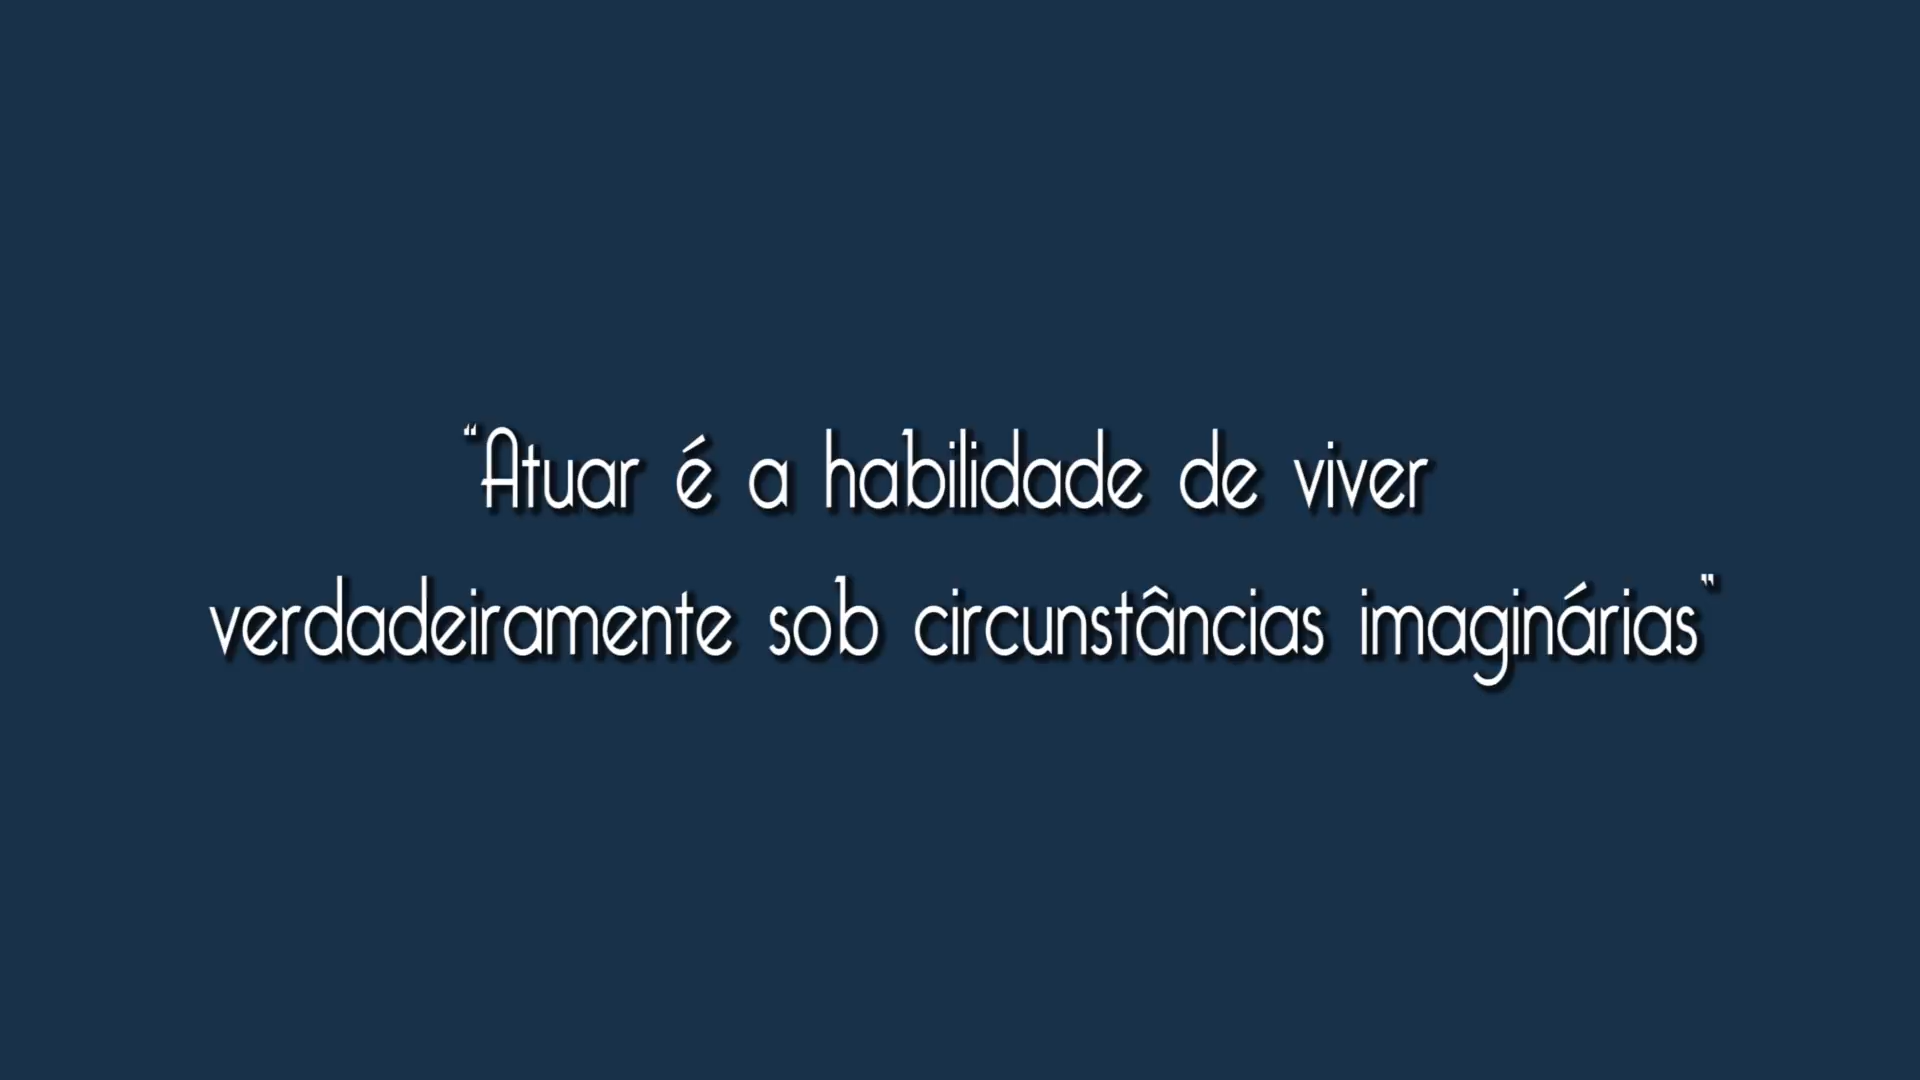 "Atuar é a habilidade de viver
verdadeiramente sob circunstâncias imaginárias"